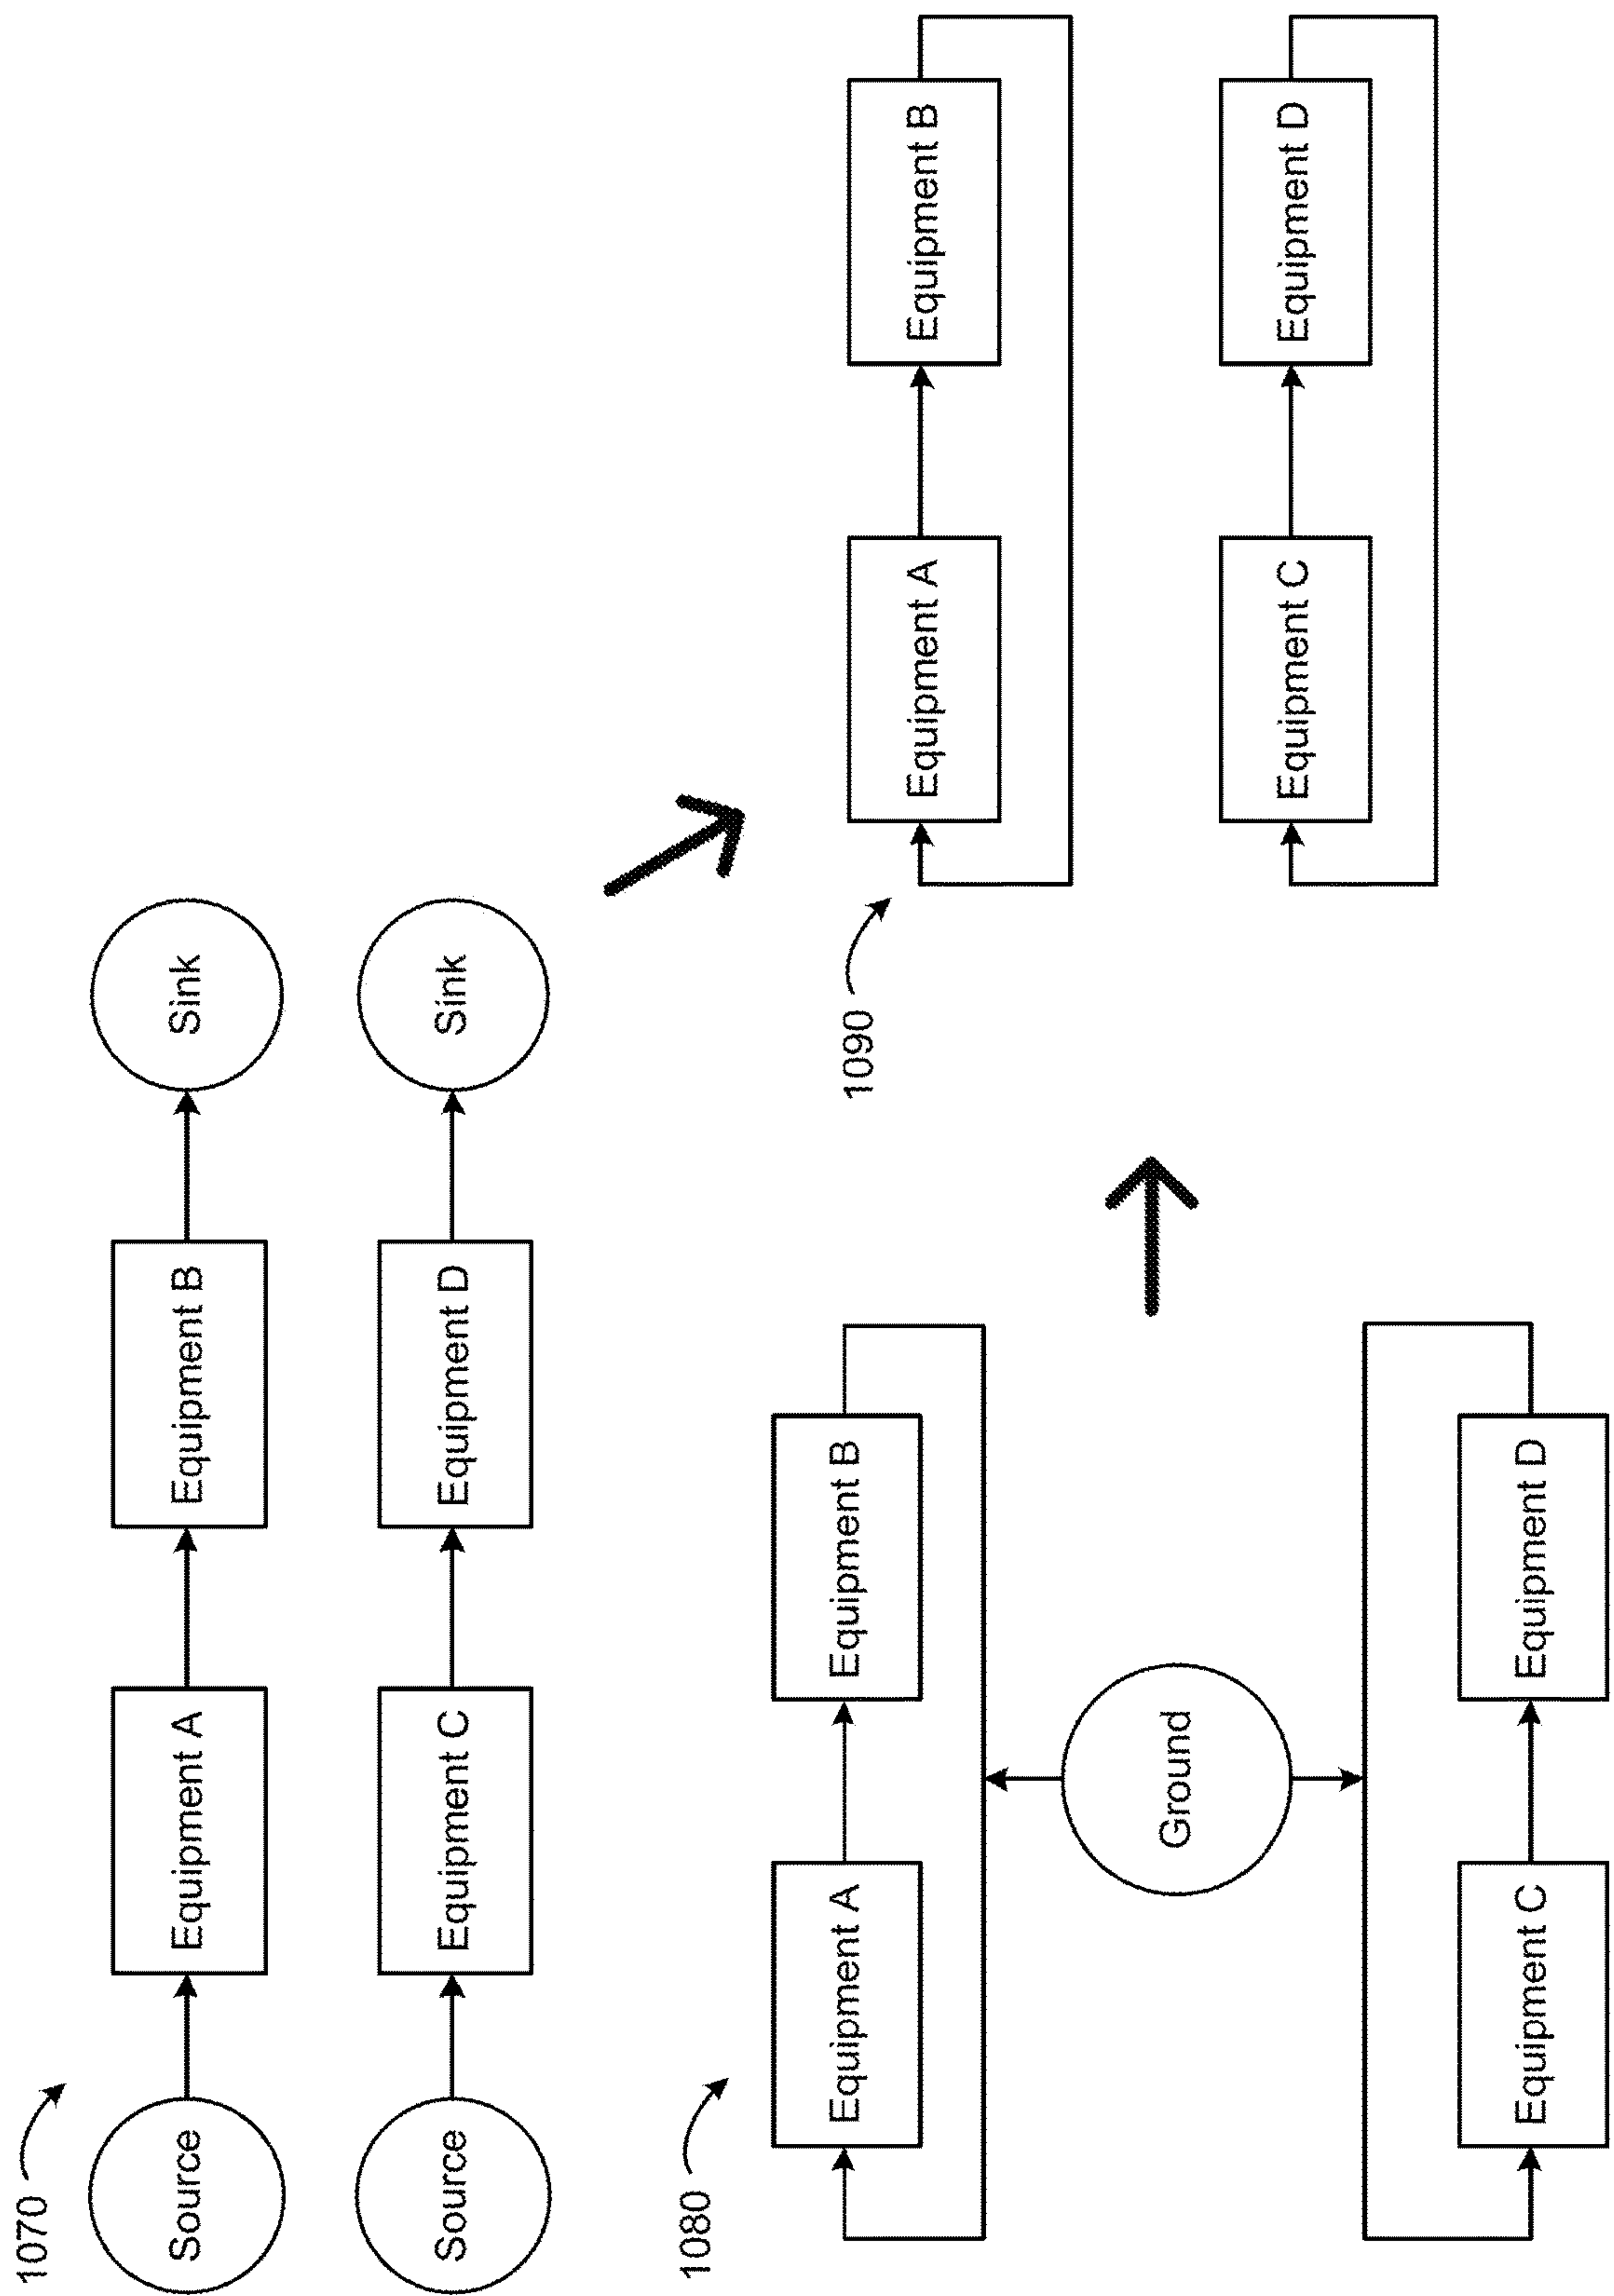 1070
Source
Equipment A
Equipment B
Sink
Source
Equipment C
Equipment D
Sink
1080
Equipment A
Equipment B
Ground
Equipment C
Equipment D
1090
Equipment A
Equipment B
Equipment C
Equipment D